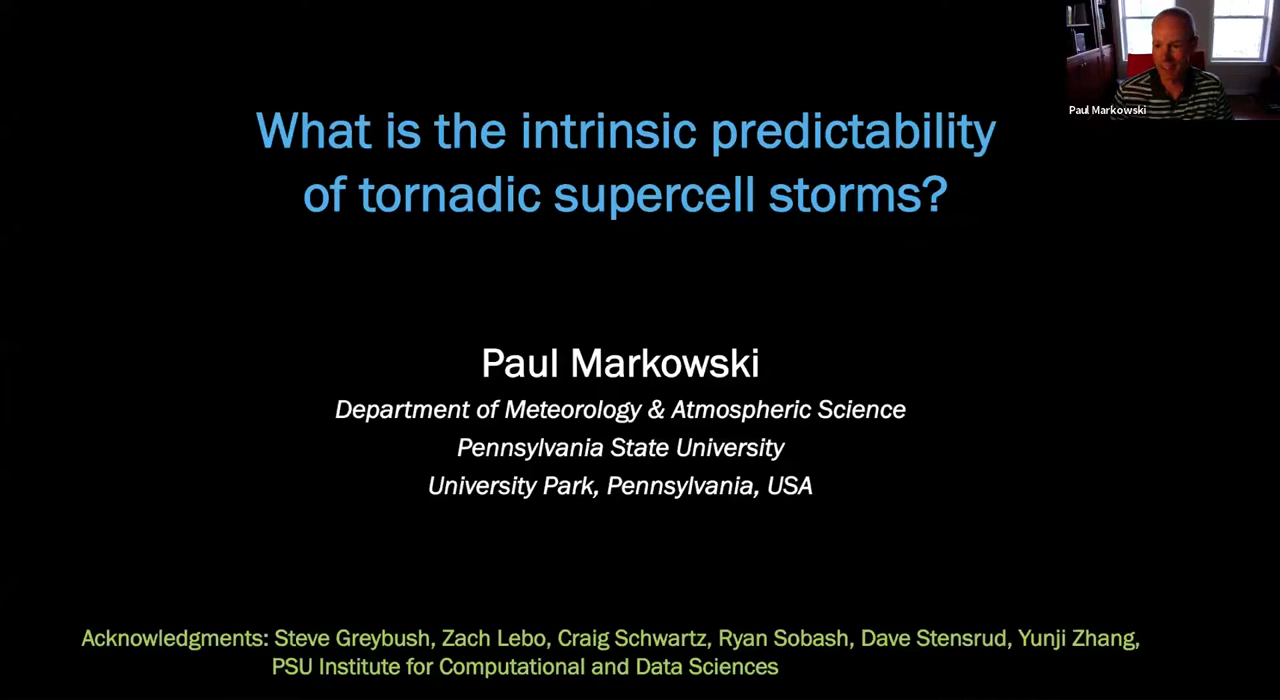 What is the intrinsic predictability
of tornadic supercell storms?
Paul Markowski
Paul Markowski
Department of Meteorology & Atmospheric Science
Pennsylvania State University
University Park, Pennsylvania, USA
Acknowledgments: Steve Greybush, Zach Lebo, Craig Schwartz, Ryan Sobash, Dave Stensrud, Yunji Zhang,
PSU Institute for Computational and Data Sciences